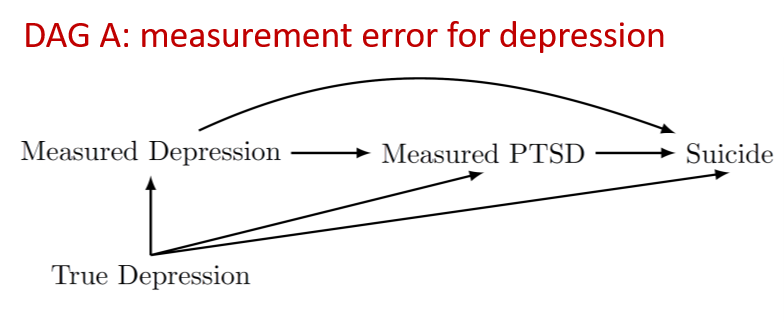 DAG A: measurement error for depression
Measured Depression Measured PTSD Suicide
True Depression